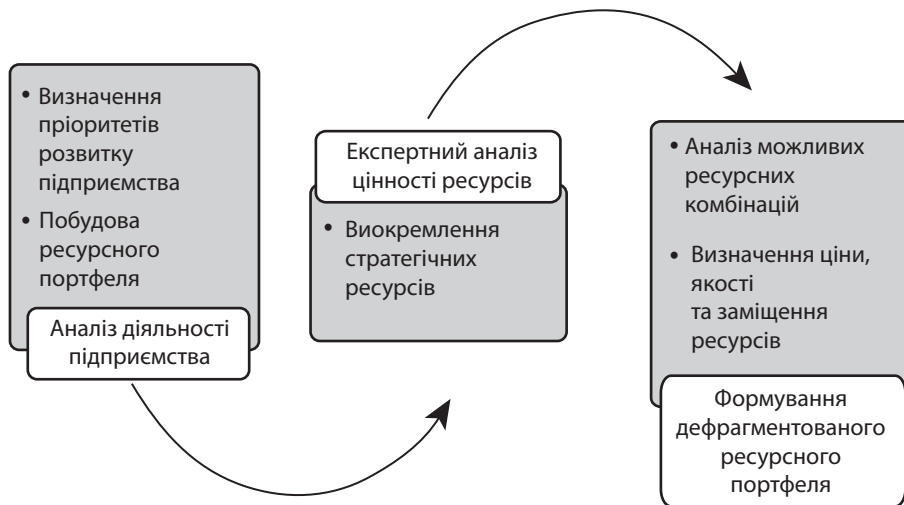 • Визначення
пріоритетів
розвитку
підприємства
• Побудова
ресурсного
портфеля
Аналіз діяльності
підприємства
Експертний аналіз
цінності ресурсів
• Виокремлення
стратегічних
ресурсів
• Аналіз можливих
ресурсних
комбінацій
• Визначення ціни,
якості
та заміщення
ресурсів
Формування
дефрагментованого
ресурсного
портфеля